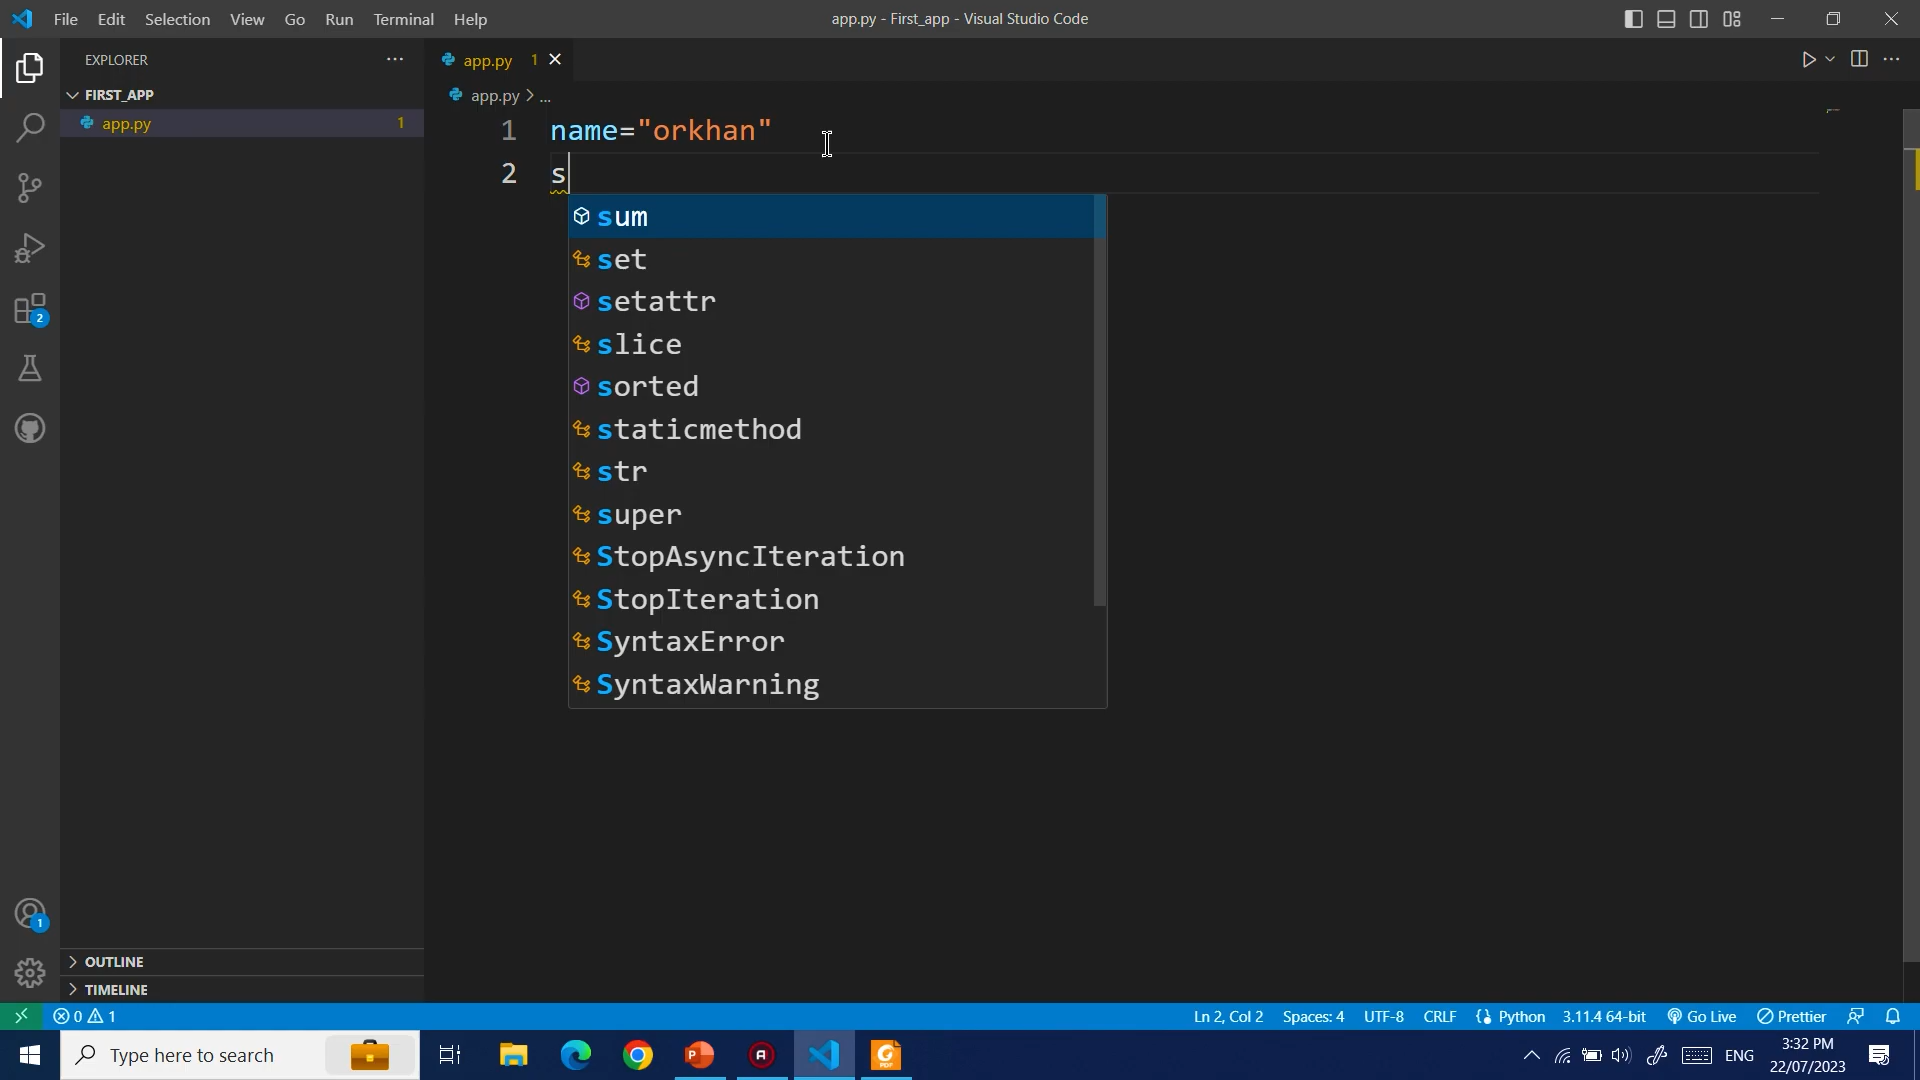 File Edit Selection View Go Run Terminal Help
app.py - First_app - Visual Studio Code
EXPLORER ...
FIRST_APP
app.py 1
app.py 1
app.py > ...
1 name="orkhan"
2 s
sum
set
setattr
slice
sorted
staticmethod
str
super
StopAsyncIteration
StopIteration
SyntaxError
SyntaxWarning
2
1
OUTLINE
TIMELINE
0 1
Ln 2, Col 2 Spaces: 4 UTF-8 CRLF Python 3.11.4 64-bit Go Live Prettier
Type here to search
ENG
3:32 PM
22/07/2023